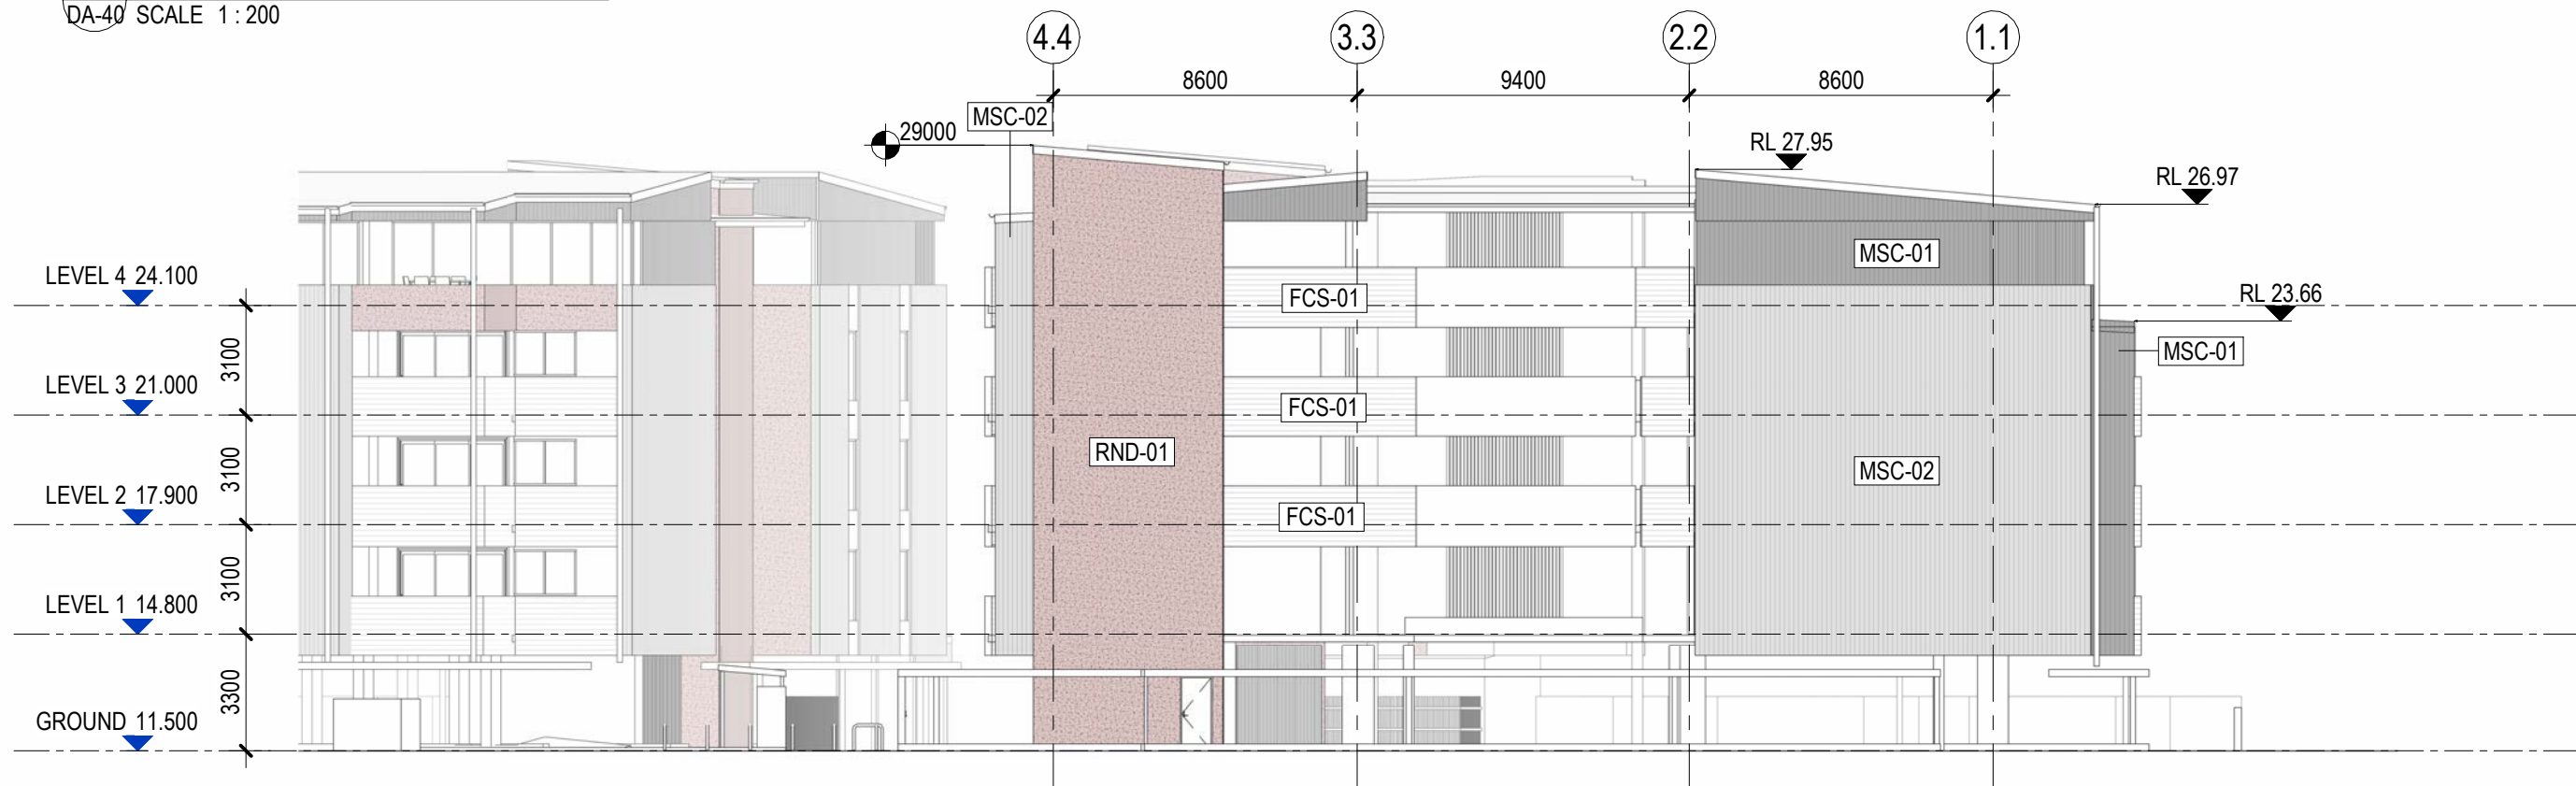 DA-40 SCALE 1 : 200
4.4
3.3
2.2
1.1
8600
9400
8600
MSC-02
29000
RL 27.95
RL 26.97
MSC-01
LEVEL 4 24.100
FCS-01
RL 23.66
3100
MSC-01
LEVEL 3 21.000
FCS-01
RND-01
3100
MSC-02
LEVEL 2 17.900
FCS-01
3100
LEVEL 1 14.800
3300
GROUND 11.500